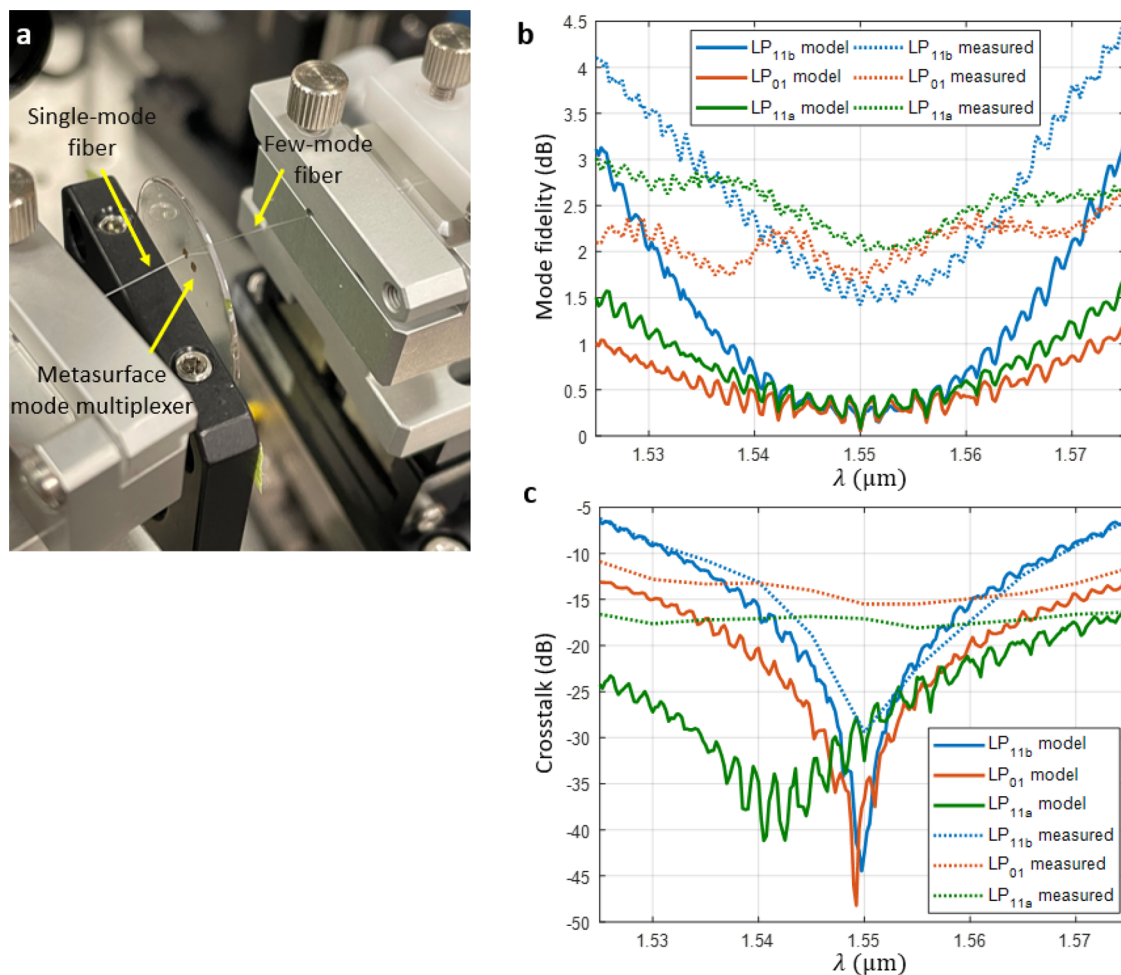 a
Single-mode
fiber
Few-mode
fiber
Metasurface
mode multiplexer
b
Mode fidelity (dB)
4.5
4
3.5
3
2.5
2
1.5
1
0.5
0
LP11b model
LP01 model
LP11a model
LP11b measured
LP01 measured
LP11a measured
1.53
1.54
1.55
1.56
1.57
λ (μm)
c
Crosstalk (dB)
-5
-10
-15
-20
-25
-30
-35
-40
-45
-50
LP11b model
LP01 model
LP11a model
LP11b measured
LP01 measured
LP11a measured
1.53
1.54
1.55
1.56
1.57
λ (μm)